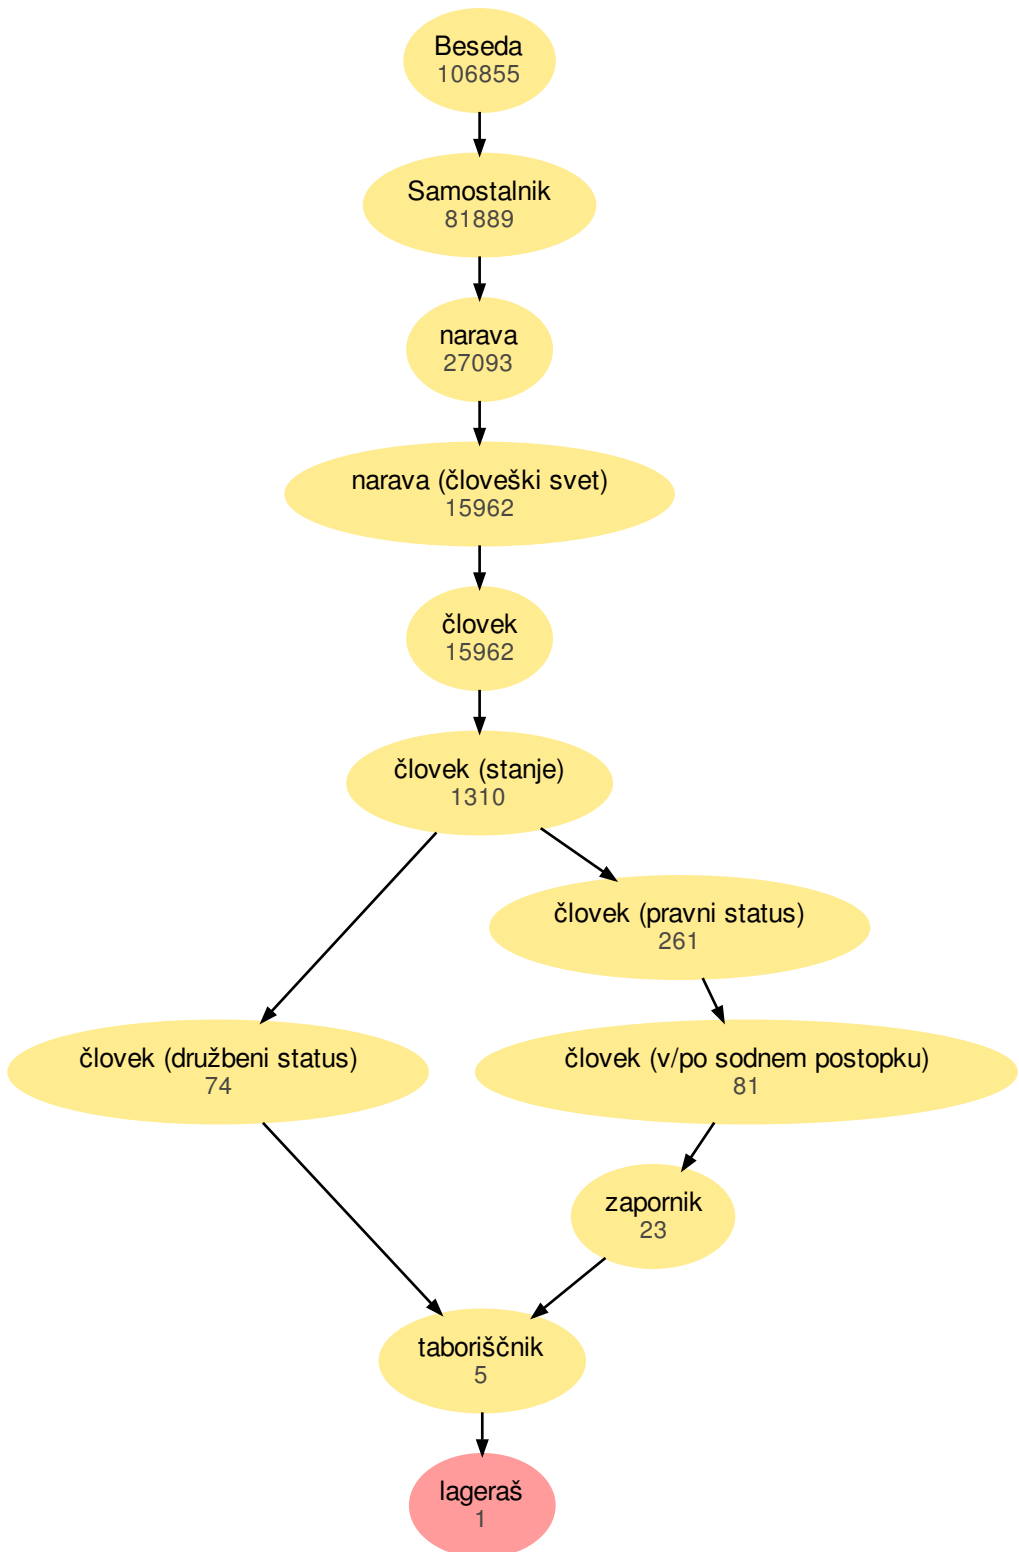 Beseda
106855
Samostalnik
81889
narava
27093
narava (človeški svet)
15962
človek
15962
človek (stanje)
1310
človek (pravni status)
261
človek (družbeni status)
74
človek (v/po sodnem postopku)
81
zapornik
23
taboriščnik
5
lageraš
1